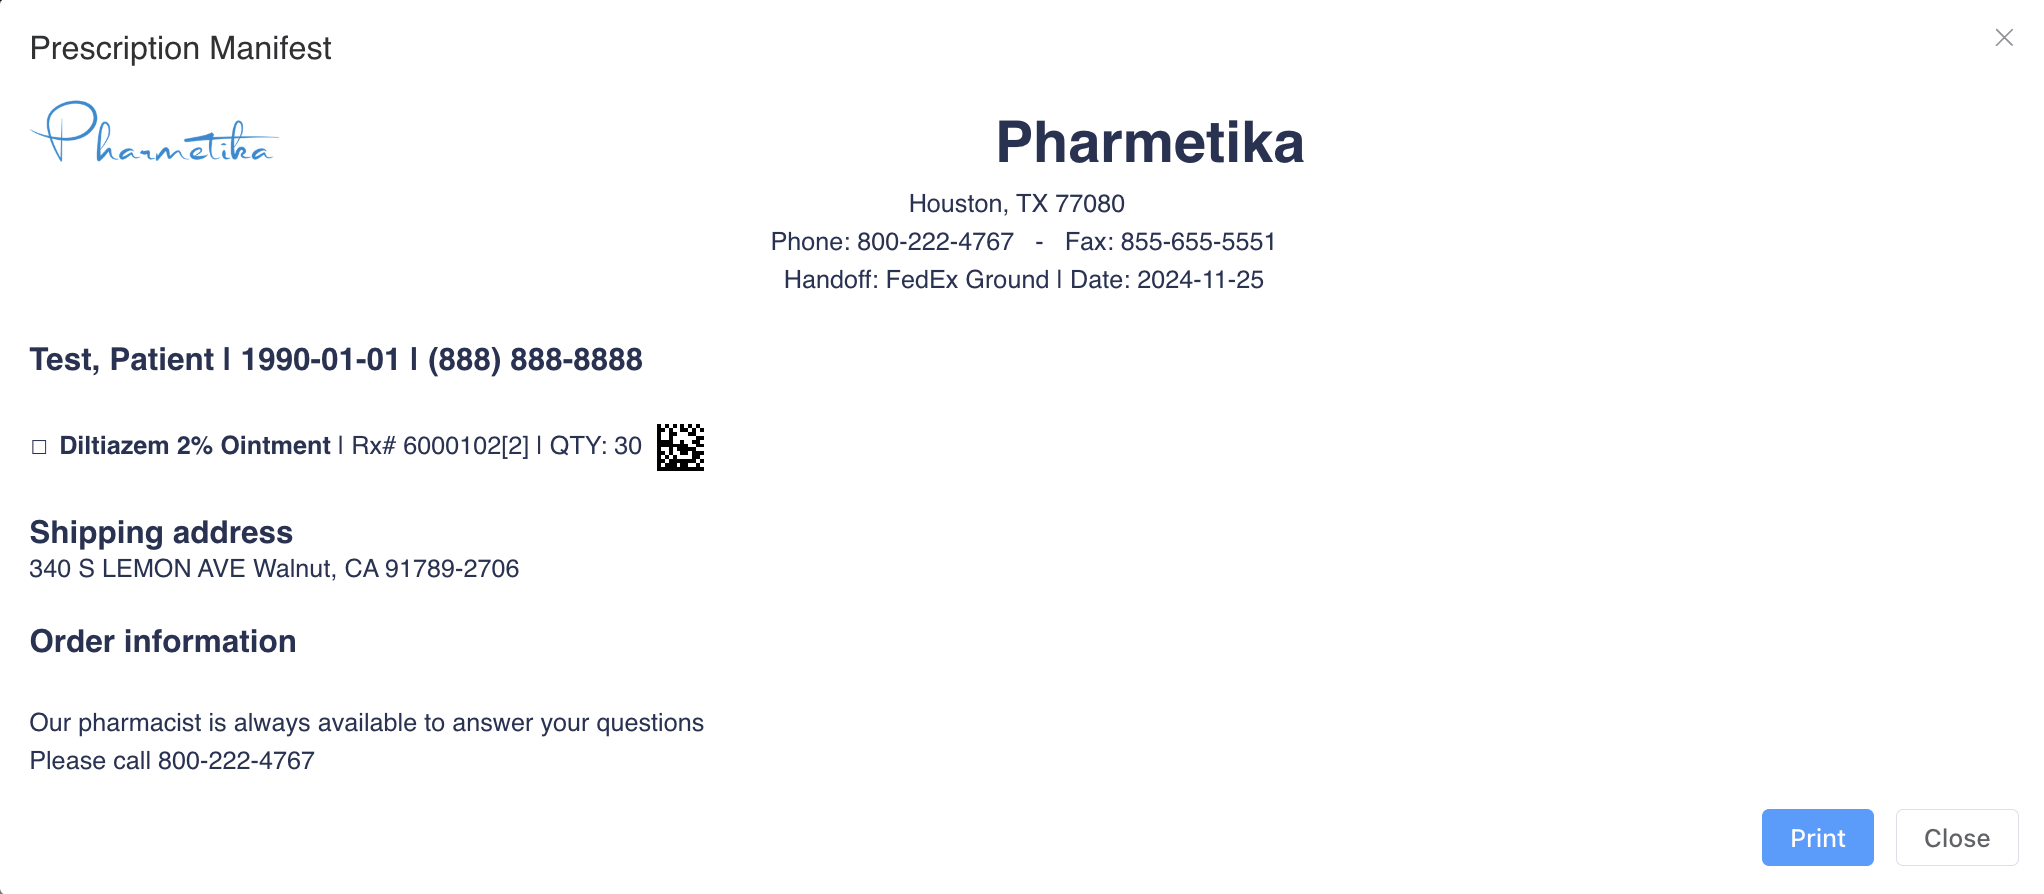 Prescription Manifest
Pharmetika
Pharmetika
Houston, TX 77080
Phone: 800-222-4767 - Fax: 855-655-5551
Handoff: FedEx Ground | Date: 2024-11-25
Test, Patient | 1990-01-01 | (888) 888-8888
Diltiazem 2% Ointment | Rx# 6000102[2] | QTY: 30
Shipping address
340 S LEMON AVE Walnut, CA 91789-2706
Order information
Our pharmacist is always available to answer your questions
Please call 800-222-4767
Print Close